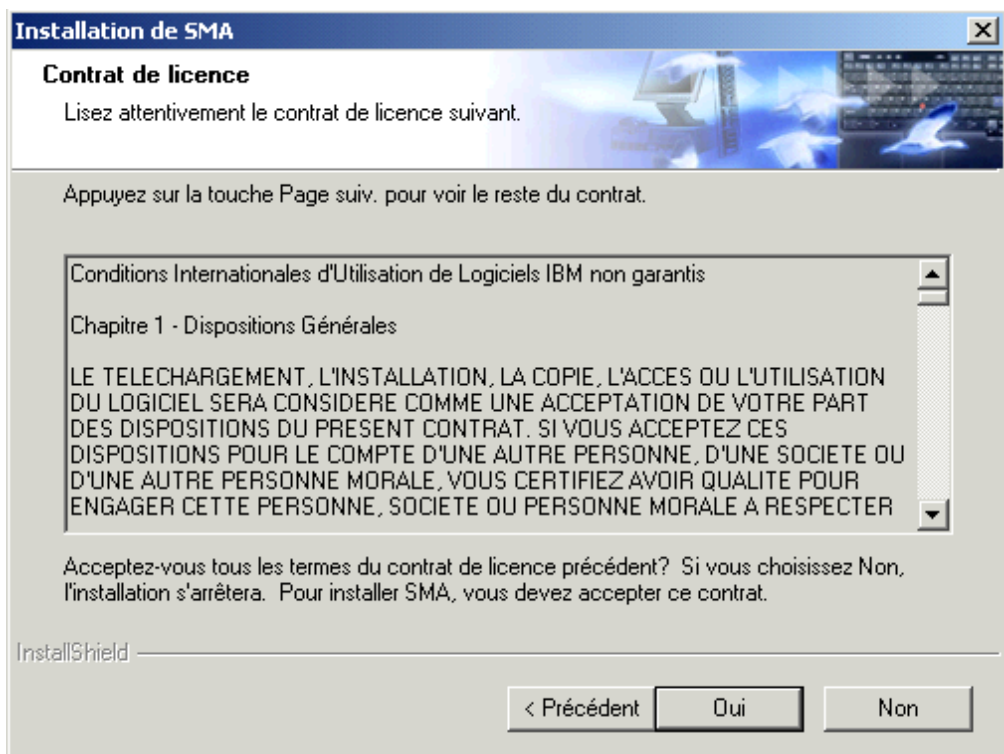 Installation de SMA
Contrat de licence
Lisez attentivement le contrat de licence suivant.
Appuyez sur la touche Page suiv. pour voir le reste du contrat.
Conditions Internationales d'Utilisation de Logiciels IBM non garantis
Chapitre 1 - Dispositions Générales
LE TELECHARGEMENT, L'INSTALLATION, LA COPIE, L'ACCES OU L'UTILISATION
DU LOGICIEL SERA CONSIDERE COMME UNE ACCEPTATION DE VOTRE PART
DES DISPOSITIONS DU PRESENT CONTRAT. SI VOUS ACCEPTEZ CES
DISPOSITIONS POUR LE COMPTE D'UNE AUTRE PERSONNE, D'UNE SOCIETE OU
D'UNE AUTRE PERSONNE MORALE, VOUS CERTIFIEZ AVOIR QUALITE POUR
ENGAGER CETTE PERSONNE, SOCIETE OU PERSONNE MORALE A RESPECTER
Acceptez-vous tous les termes du contrat de licence précédent? Si vous choisissez Non,
l'installation s'arrêtera. Pour installer SMA, vous devez accepter ce contrat.
InstallShield
< Précédent
Oui
Non